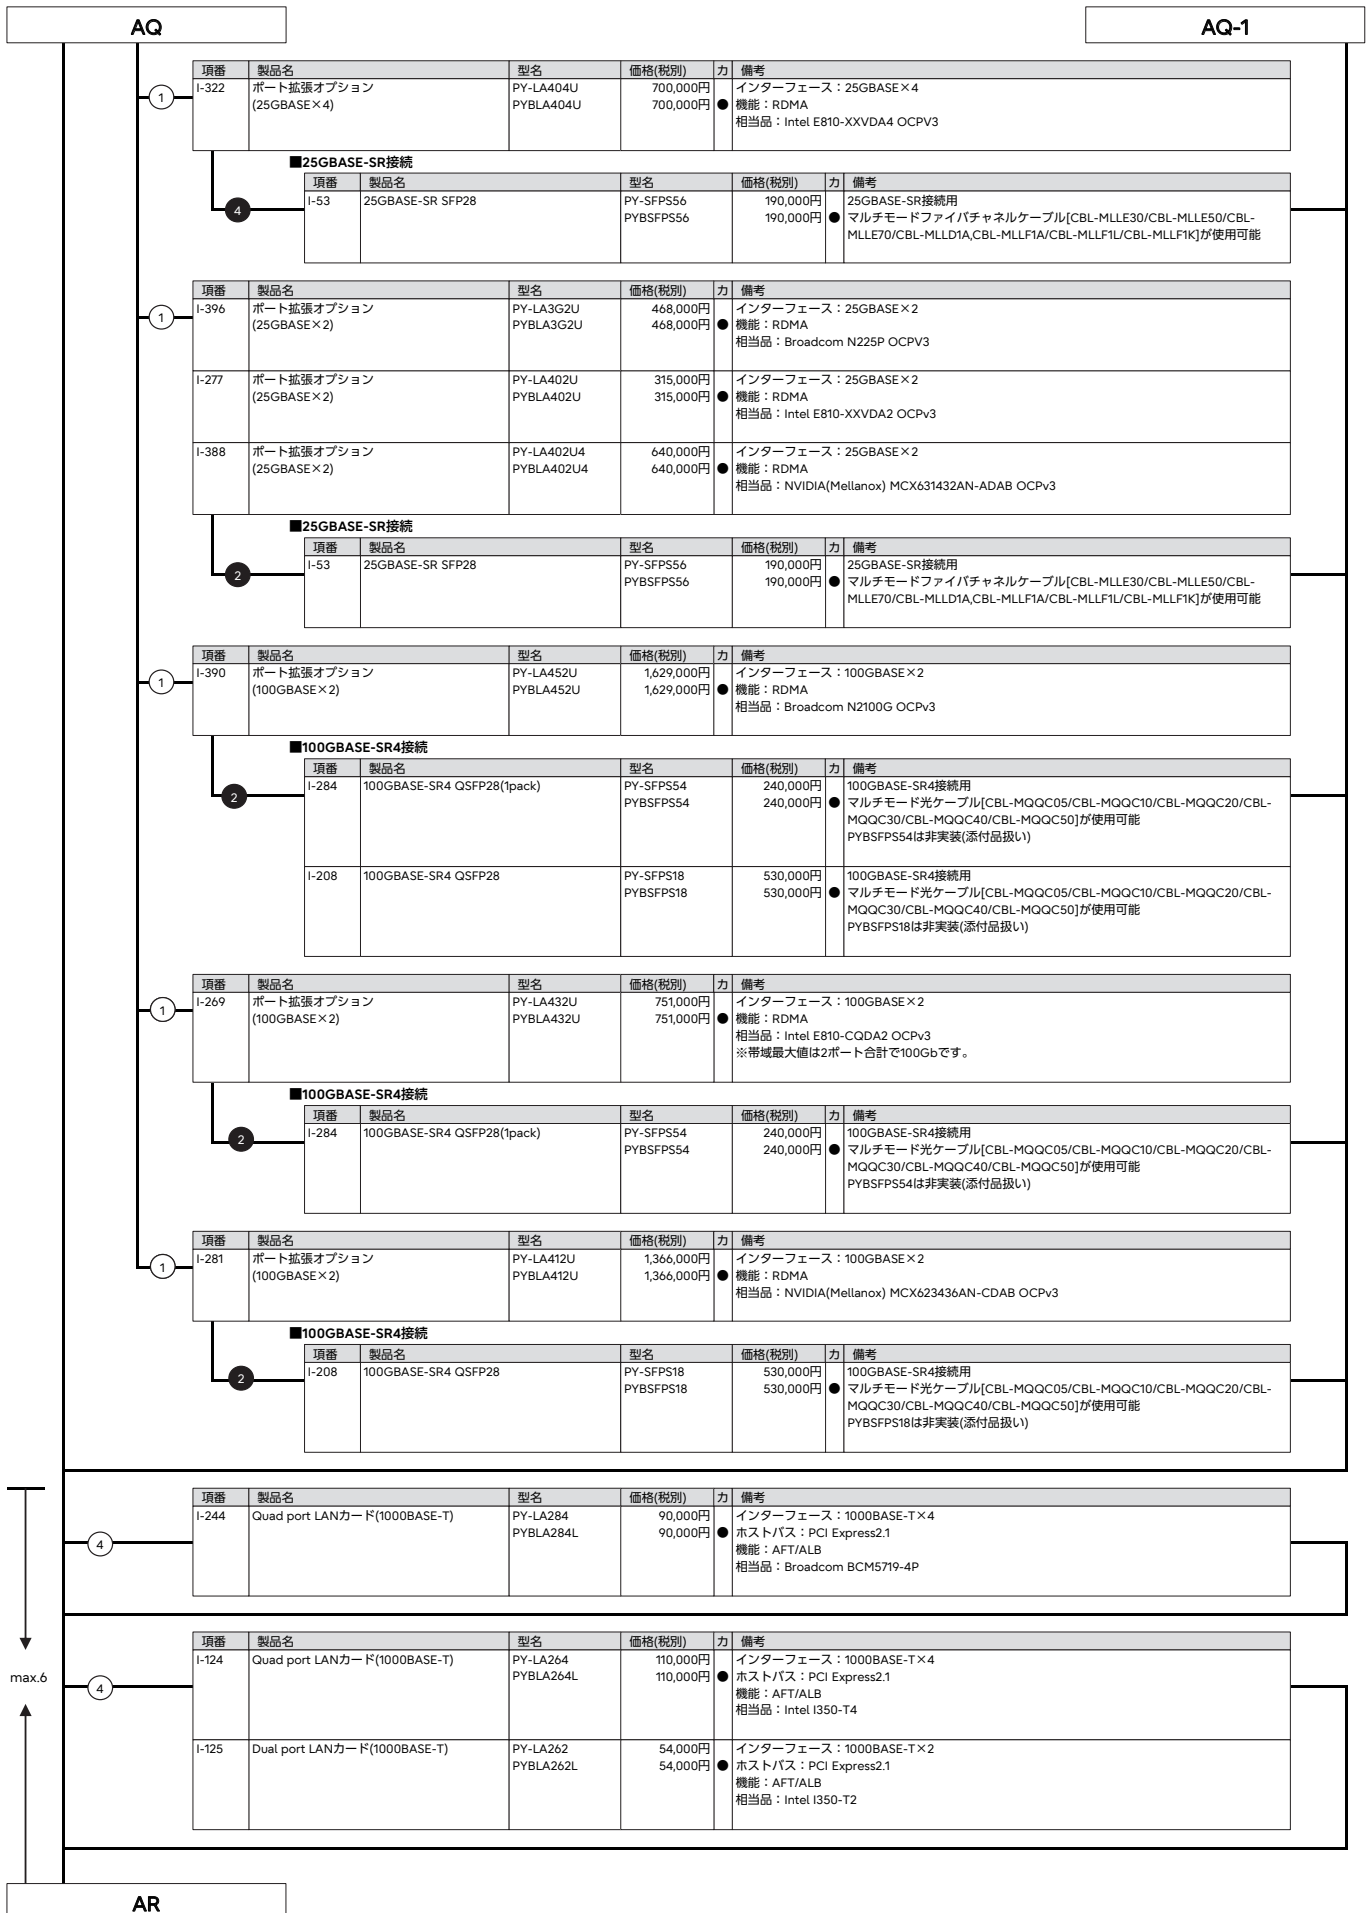 AQ
AQ-1
項番 製品名 型名 価格(税別) カ 備考
1 I-322 ポート拡張オプション PY-LA404U 700,000円 インターフェース：25GBASE×4
(25GBASE×4) PYBLA404U 700,000円 ● 機能：RDMA
相当品：Intel E810-XXVDA4 OCPV3
■25GBASE-SR接続
項番 製品名 型名 価格(税別) カ 備考
4 I-53 25GBASE-SR SFP28 PY-SFPS56 190,000円 25GBASE-SR接続用
PYBSFPS56 190,000円 ● マルチモードファイバチャネルケーブル[CBL-MLLE30/CBL-MLLE50/CBL-
MLLE70/CBL-MLLD1A,CBL-MLLF1A/CBL-MLLF1L/CBL-MLLF1K]が使用可能
項番 製品名 型名 価格(税別) カ 備考
1 I-396 ポート拡張オプション PY-LA3G2U 468,000円 インターフェース：25GBASE×2
(25GBASE×2) PYBLA3G2U 468,000円 ● 機能：RDMA
相当品：Broadcom N225P OCPV3
I-277 ポート拡張オプション PY-LA402U 315,000円 インターフェース：25GBASE×2
(25GBASE×2) PYBLA402U 315,000円 ● 機能：RDMA
相当品：Intel E810-XXVDA2 OCPv3
I-388 ポート拡張オプション PY-LA402U4 640,000円 インターフェース：25GBASE×2
(25GBASE×2) PYBLA402U4 640,000円 ● 機能：RDMA
相当品：NVIDIA(Mellanox) MCX631432AN-ADAB OCPv3
■25GBASE-SR接続
項番 製品名 型名 価格(税別) カ 備考
2 I-53 25GBASE-SR SFP28 PY-SFPS56 190,000円 25GBASE-SR接続用
PYBSFPS56 190,000円 ● マルチモードファイバチャネルケーブル[CBL-MLLE30/CBL-MLLE50/CBL-
MLLE70/CBL-MLLD1A,CBL-MLLF1A/CBL-MLLF1L/CBL-MLLF1K]が使用可能
項番 製品名 型名 価格(税別) カ 備考
1 I-390 ポート拡張オプション PY-LA452U 1,629,000円 インターフェース：100GBASE×2
(100GBASE×2) PYBLA452U 1,629,000円 ● 機能：RDMA
相当品：Broadcom N2100G OCPv3
■100GBASE-SR4接続
項番 製品名 型名 価格(税別) カ 備考
2 I-284 100GBASE-SR4 QSFP28(1pack) PY-SFPS54 240,000円 100GBASE-SR4接続用
PYBSFPS54 240,000円 ● マルチモード光ケーブル[CBL-MQQC05/CBL-MQQC10/CBL-MQQC20/CBL-
MQQC30/CBL-MQQC40/CBL-MQQC50]が使用可能
PYBSFPS54は非実装(添付品扱い)
I-208 100GBASE-SR4 QSFP28 PY-SFPS18 530,000円 100GBASE-SR4接続用
PYBSFPS18 530,000円 ● マルチモード光ケーブル[CBL-MQQC05/CBL-MQQC10/CBL-MQQC20/CBL-
MQQC30/CBL-MQQC40/CBL-MQQC50]が使用可能
PYBSFPS18は非実装(添付品扱い)
項番 製品名 型名 価格(税別) カ 備考
1 I-269 ポート拡張オプション PY-LA432U 751,000円 インターフェース：100GBASE×2
(100GBASE×2) PYBLA432U 751,000円 ● 機能：RDMA
相当品：Intel E810-CQDA2 OCPv3
※帯域最大値は2ポート合計で100Gbです。
■100GBASE-SR4接続
項番 製品名 型名 価格(税別) カ 備考
2 I-284 100GBASE-SR4 QSFP28(1pack) PY-SFPS54 240,000円 100GBASE-SR4接続用
PYBSFPS54 240,000円 ● マルチモード光ケーブル[CBL-MQQC05/CBL-MQQC10/CBL-MQQC20/CBL-
MQQC30/CBL-MQQC40/CBL-MQQC50]が使用可能
PYBSFPS54は非実装(添付品扱い)
項番 製品名 型名 価格(税別) カ 備考
1 I-281 ポート拡張オプション PY-LA412U 1,366,000円 インターフェース：100GBASE×2
(100GBASE×2) PYBLA412U 1,366,000円 ● 機能：RDMA
相当品：NVIDIA(Mellanox) MCX623436AN-CDAB OCPv3
■100GBASE-SR4接続
項番 製品名 型名 価格(税別) カ 備考
2 I-208 100GBASE-SR4 QSFP28 PY-SFPS18 530,000円 100GBASE-SR4接続用
PYBSFPS18 530,000円 ● マルチモード光ケーブル[CBL-MQQC05/CBL-MQQC10/CBL-MQQC20/CBL-
MQQC30/CBL-MQQC40/CBL-MQQC50]が使用可能
PYBSFPS18は非実装(添付品扱い)
項番 製品名 型名 価格(税別) カ 備考
4 I-244 Quad port LANカード(1000BASE-T) PY-LA284 90,000円 インターフェース：1000BASE-T×4
PYBLA284L 90,000円 ● ホストバス：PCI Express2.1
機能：AFT/ALB
相当品：Broadcom BCM5719-4P
項番 製品名 型名 価格(税別) カ 備考
max.6
4 I-124 Quad port LANカード(1000BASE-T) PY-LA264 110,000円 インターフェース：1000BASE-T×4
PYBLA264L 110,000円 ● ホストバス：PCI Express2.1
機能：AFT/ALB
相当品：Intel I350-T4
I-125 Dual port LANカード(1000BASE-T) PY-LA262 54,000円 インターフェース：1000BASE-T×2
PYBLA262L 54,000円 ● ホストバス：PCI Express2.1
機能：AFT/ALB
相当品：Intel I350-T2
AR